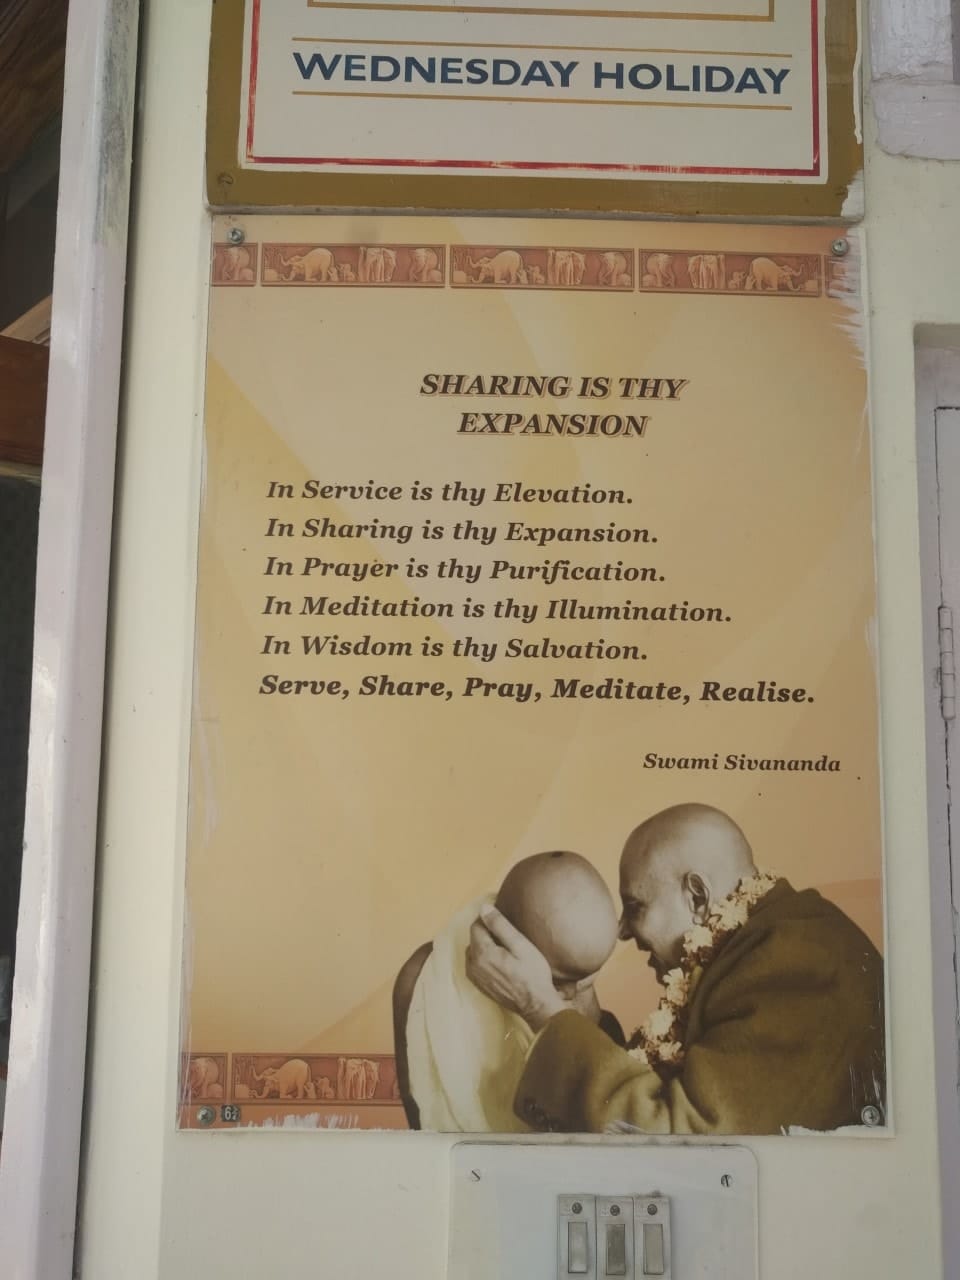 WEDNESDAY HOLIDAY
SHARING IS THY
EXPANSION
In Service is thy Elevation.
In Sharing is thy Expansion.
In Prayer is thy Purification.
In Meditation is thy Illumination.
In Wisdom is thy Salvation.
Serve, Share, Pray, Meditate, Realise.
Swami Sivananda